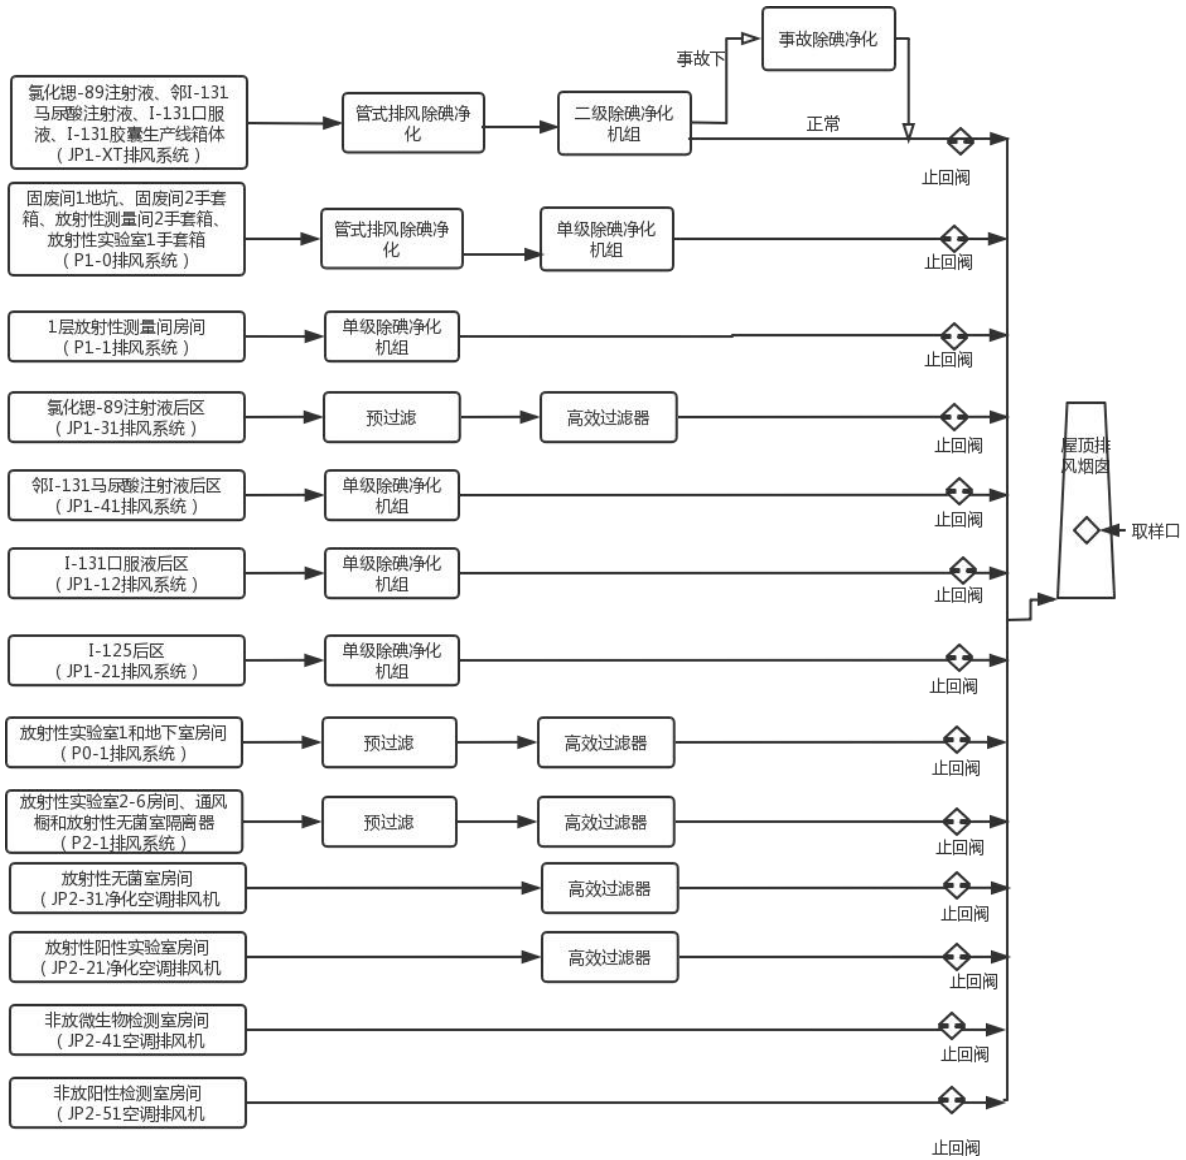 事故除碘净化
事故下
氯化锶-89注射液、邻I-131
马尿酸注射液、I-131口服
液、I-131胶囊生产线箱体
（JP1-XT排风系统）
管式排风除碘净
化
二级除碘净化
机组
正常
止回阀
固废间1地坑、固废间2手套
箱、放射性测量间2手套箱、
放射性实验室1手套箱
（P1-0排风系统）
管式排风除碘净
化
单级除碘净化
机组
止回阀
1层放射性测量间房间
（P1-1排风系统）
单级除碘净化
机组
止回阀
氯化锶-89注射液后区
（JP1-31排风系统）
预过滤
高效过滤器
止回阀
屋顶排
风烟囱
取样口
邻I-131马尿酸注射液后区
（JP1-41排风系统）
单级除碘净化
机组
止回阀
I-131口服液后区
（JP1-12排风系统）
单级除碘净化
机组
止回阀
I-125后区
（JP1-21排风系统）
单级除碘净化
机组
止回阀
放射性实验室1和地下室房间
（P0-1排风系统）
预过滤
高效过滤器
止回阀
放射性实验室2-6房间、通风
橱和放射性无菌室隔离器
（P2-1排风系统）
预过滤
高效过滤器
止回阀
放射性无菌室房间
（JP2-31净化空调排风机
高效过滤器
止回阀
放射性阳性实验室房间
（JP2-21净化空调排风机
高效过滤器
止回阀
非放微生物检测室房间
（JP2-41空调排风机
止回阀
非放阳性检测室房间
（JP2-51空调排风机
止回阀